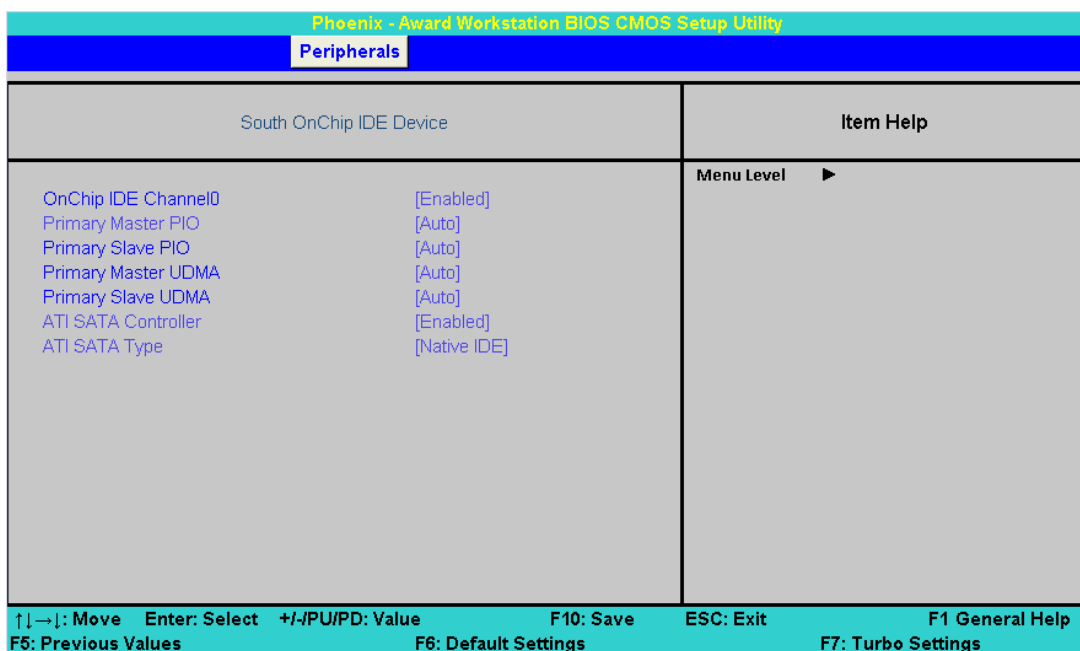 Phoenix - Award Workstation BIOS CMOS Setup Utility
Peripherals
South OnChip IDE Device
Item Help
OnChip IDE Channel0 [Enabled]
Primary Master PIO [Auto]
Primary Slave PIO [Auto]
Primary Master UDMA [Auto]
Primary Slave UDMA [Auto]
ATI SATA Controller [Enabled]
ATI SATA Type [Native IDE]
Menu Level ►
↑↓→↓: Move Enter: Select +/-/PU/PD: Value F10: Save ESC: Exit F1 General Help
F5: Previous Values F6: Default Settings F7: Turbo Settings